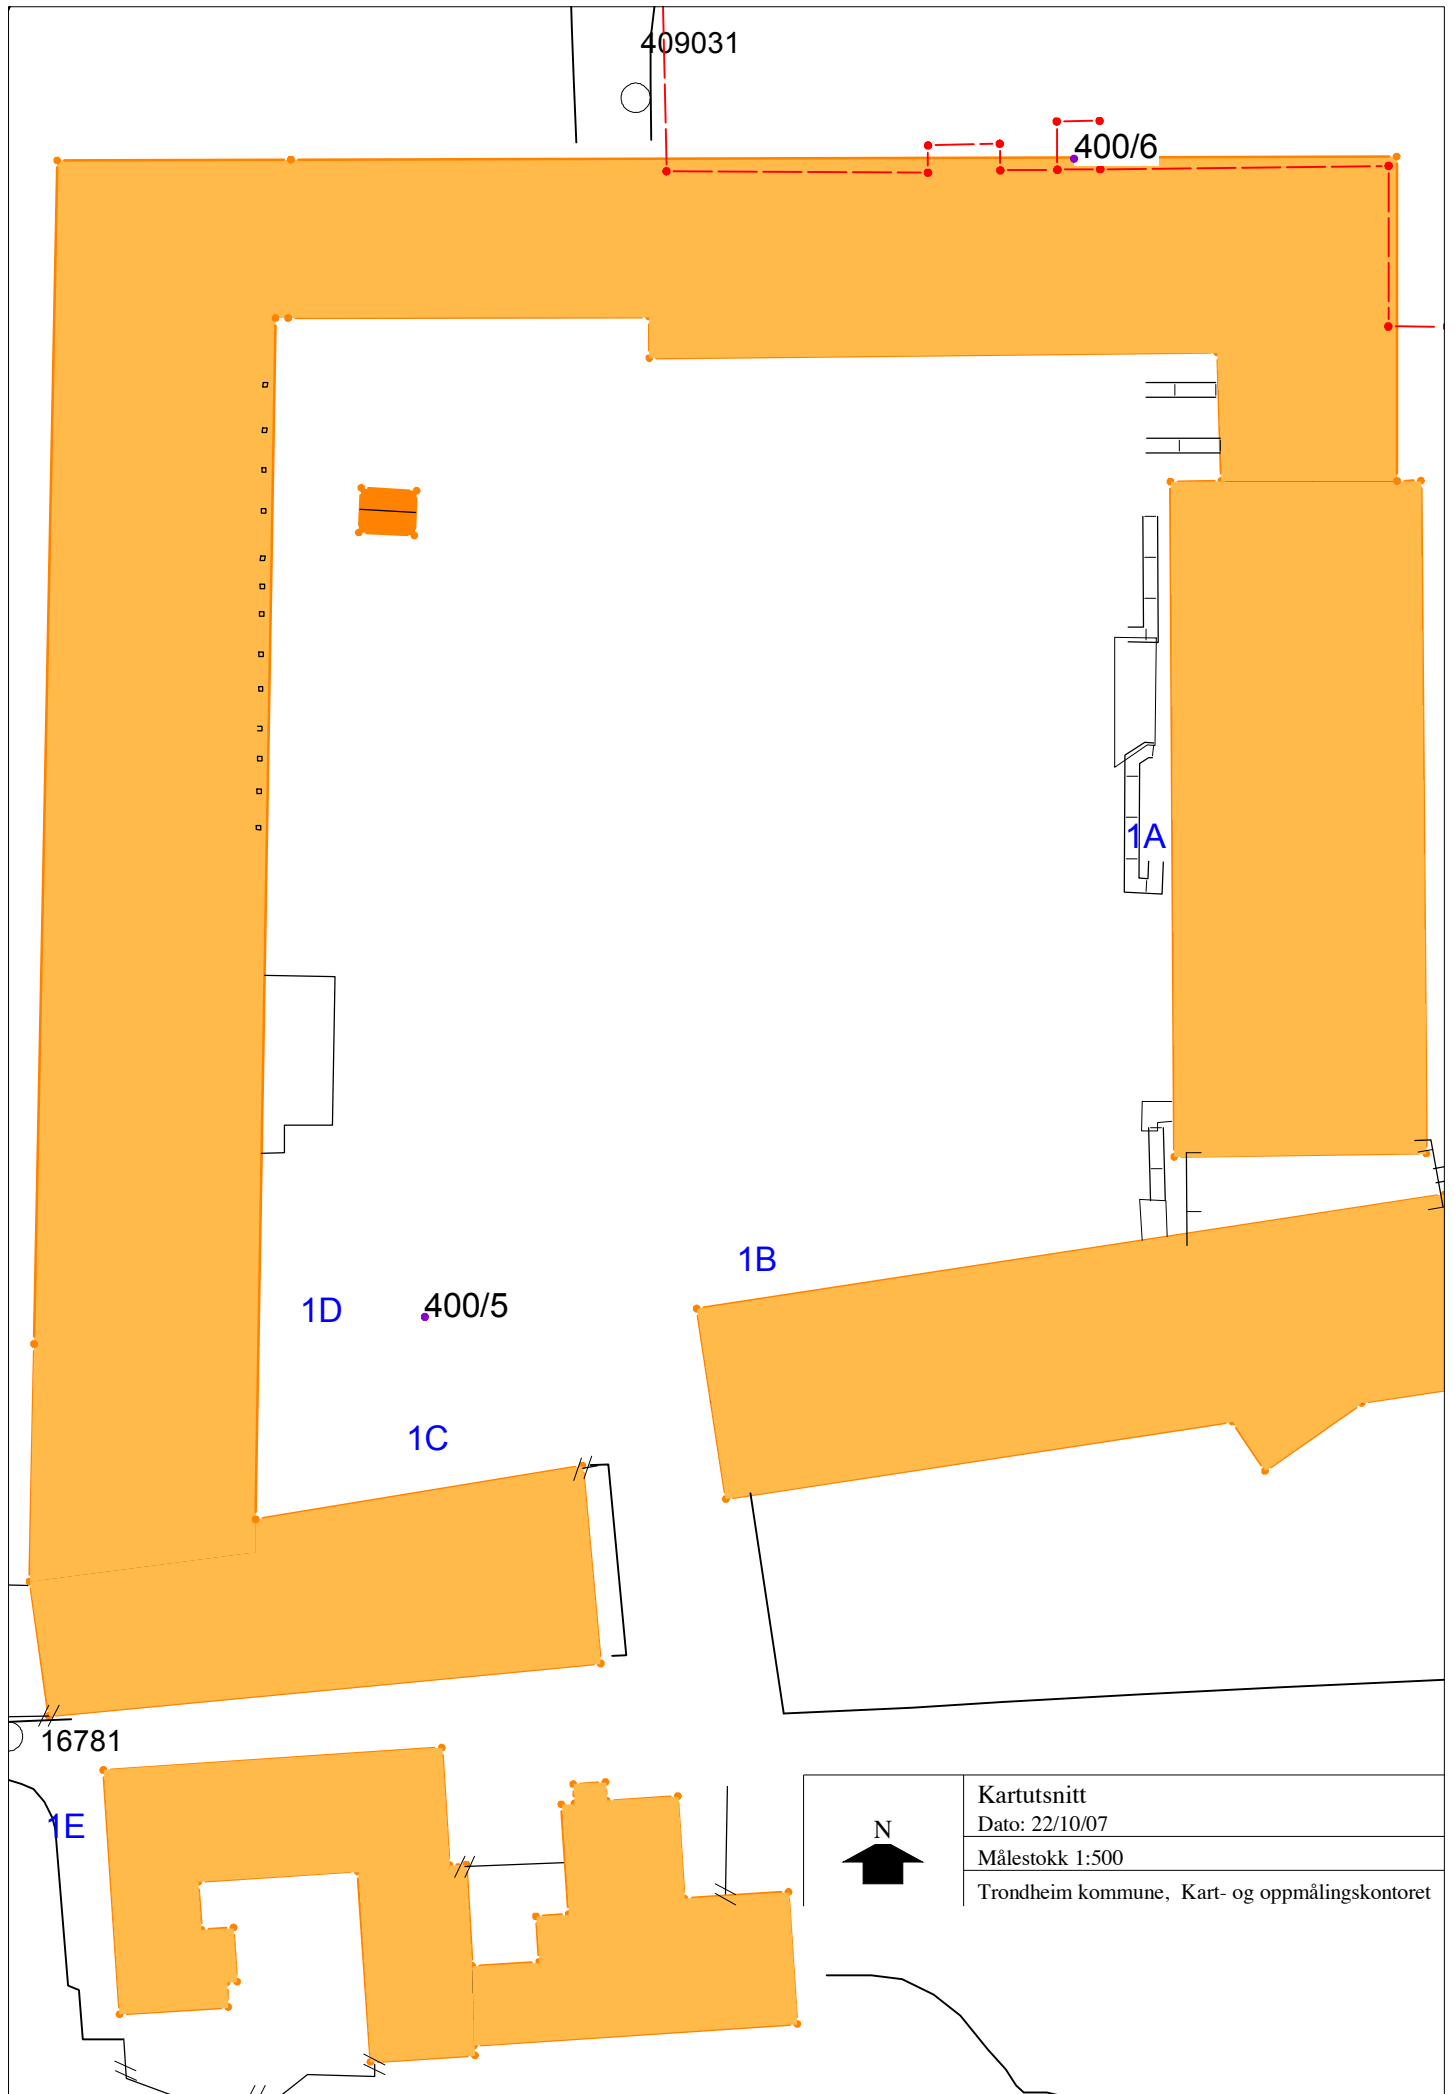 409031
400/6
1A
1B
1D
400/5
1C
16781
1E
N
Kartutsnitt
Dato: 22/10/07
Målestokk 1:500
Trondheim kommune, Kart- og oppmålingskontoret